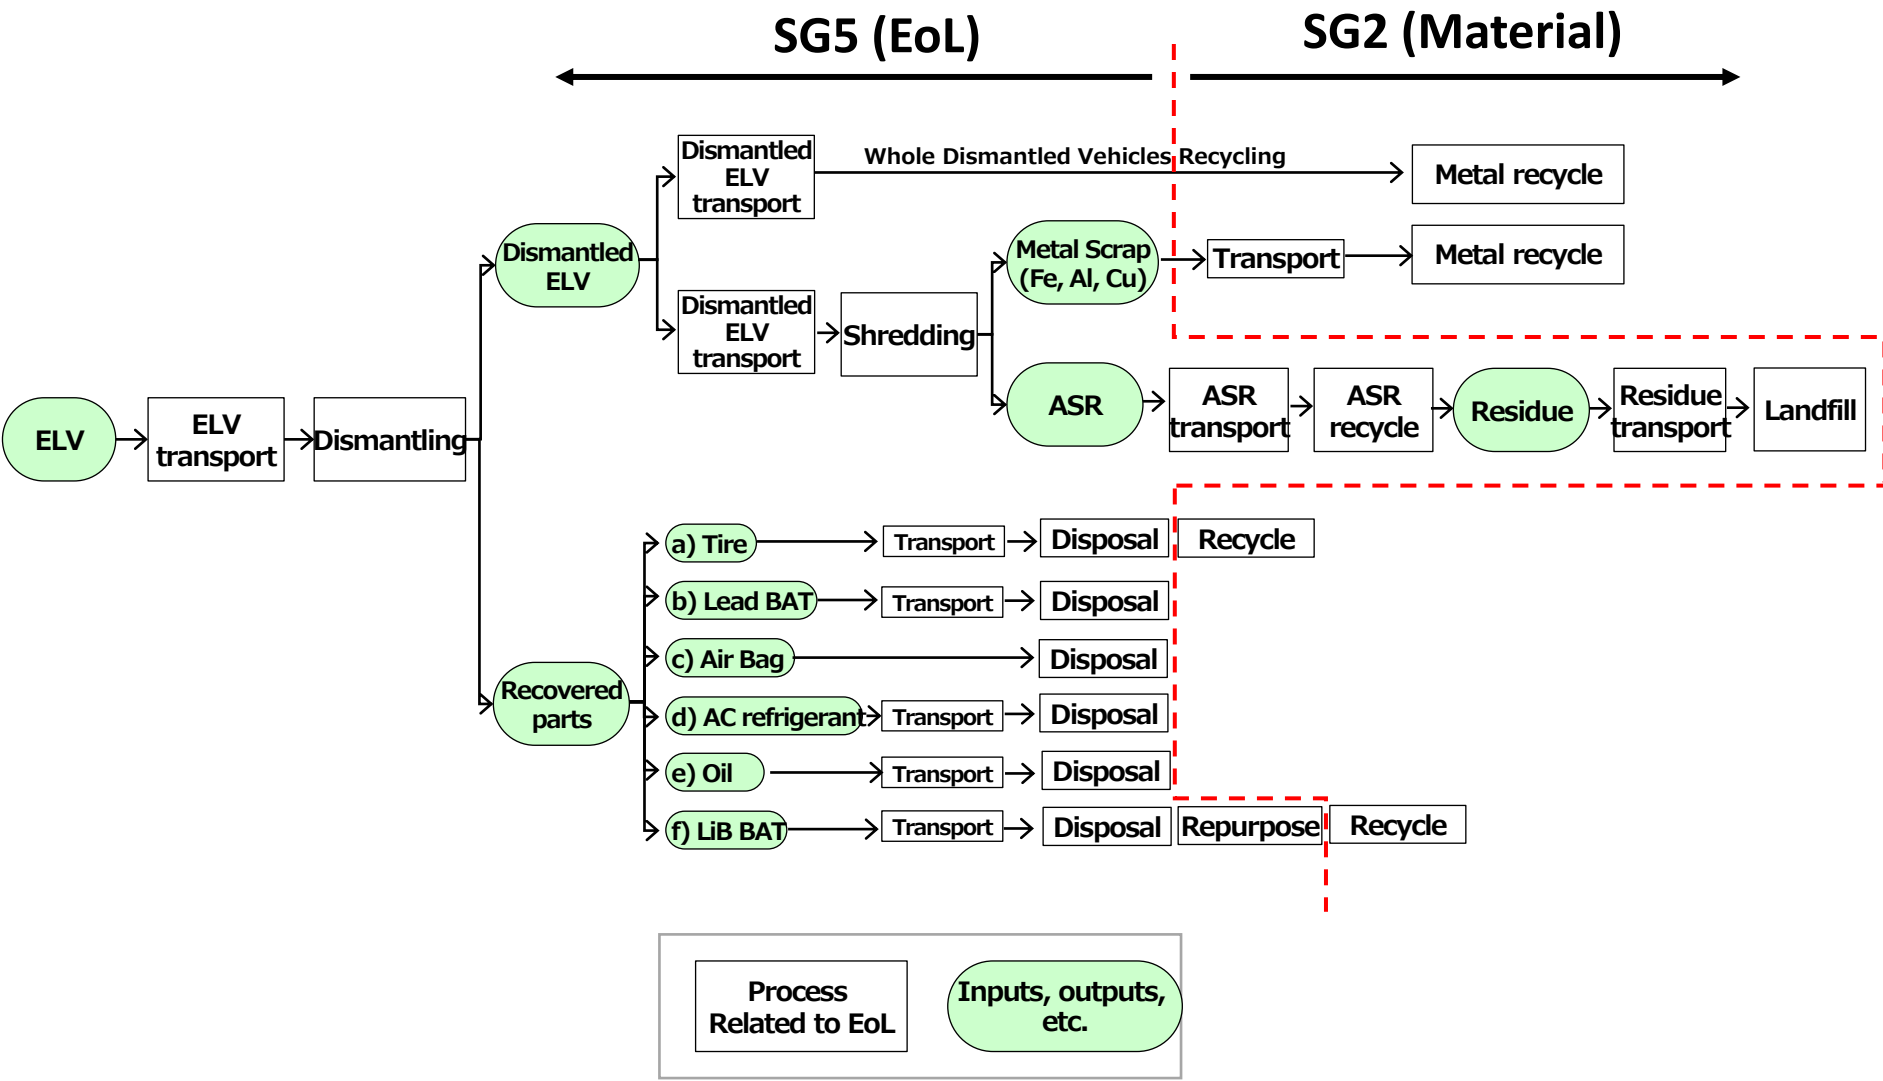 SG5 (EoL)
SG2 (Material)
Dismantled
ELV
transport
Whole Dismantled Vehicles Recycling
Metal recycle
Dismantled
ELV
Metal Scrap
(Fe, Al, Cu)
Transport
Metal recycle
Dismantled
ELV
transport
Shredding
ELV
ELV
transport
Dismantling
ASR
ASR
transport
ASR
recycle
Residue
Residue
transport
Landfill
a) Tire
Transport
Disposal
Recycle
b) Lead BAT
Transport
Disposal
c) Air Bag
Disposal
Recovered
parts
d) AC refrigerant
Transport
Disposal
e) Oil
Transport
Disposal
f) LiB BAT
Transport
Disposal
Repurpose
Recycle
Process
Related to EoL
Inputs, outputs,
etc.